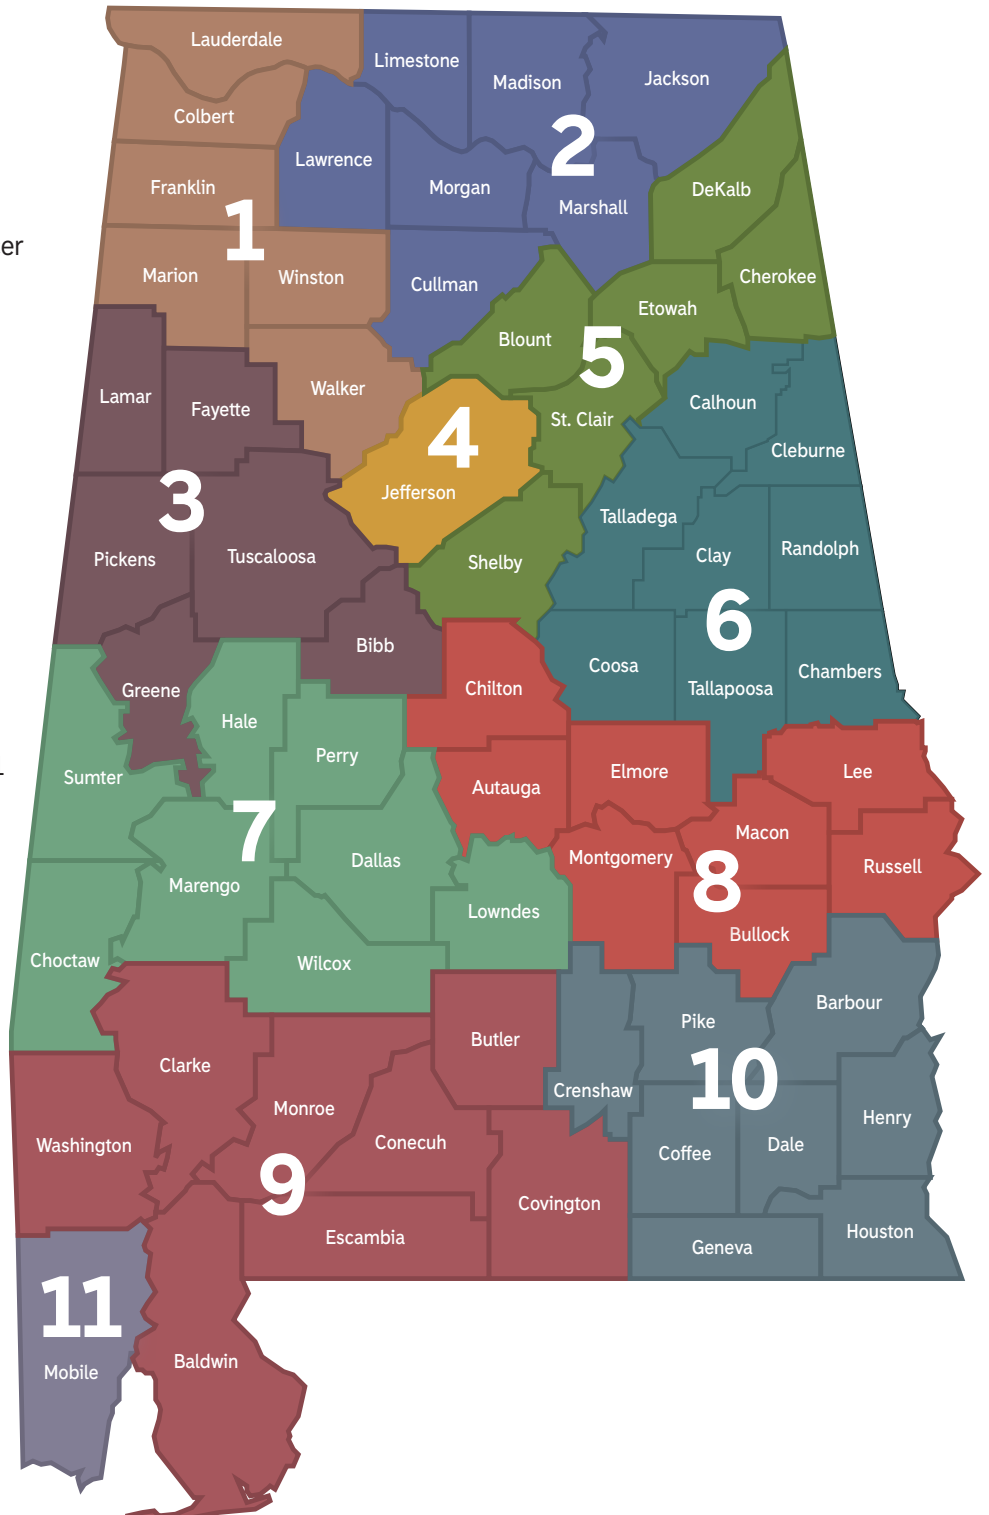 Lauderdale
Limestone
Madison
Jackson
Colbert
2
Lawrence
Franklin
Morgan
DeKalb
Marshall
1
er
Marion
Winston
Cullman
Cherokee
Etowah
Blount
5
Walker
Lamar
Fayette
4
Calhoun
St. Clair
Cleburne
3
Jefferson
Talladega
Pickens
Tuscaloosa
Shelby
Clay
Randolph
6
Bibb
Coosa
Chambers
Greene
Chilton
Tallapoosa
Hale
Perry
Sumter
Elmore
Lee
Autauga
7
Macon
Dallas
Montgomery
8
Russell
Marengo
Lowndes
Bullock
Choctaw
Wilcox
Barbour
Pike
Butler
Clarke
10
Crenshaw
Monroe
Henry
Washington
Conecuh
Coffee
Dale
9
Covington
Escambia
Houston
Geneva
11
Mobile
Baldwin